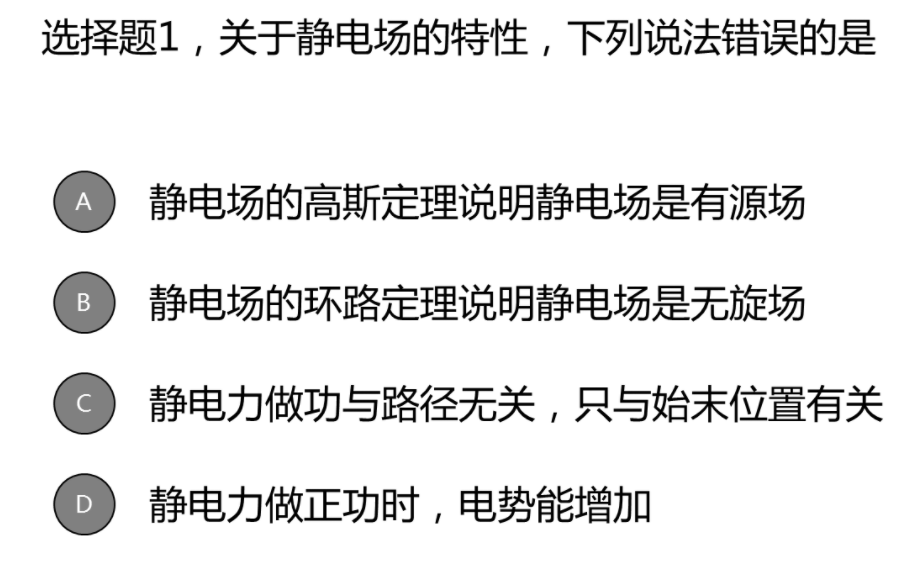 选择题1，关于静电场的特性，下列说法错误的是
A 静电场的高斯定理说明静电场是有源场
B 静电场的环路定理说明静电场是无旋场
C 静电力做功与路径无关，只与始末位置有关
D 静电力做正功时，电势能增加